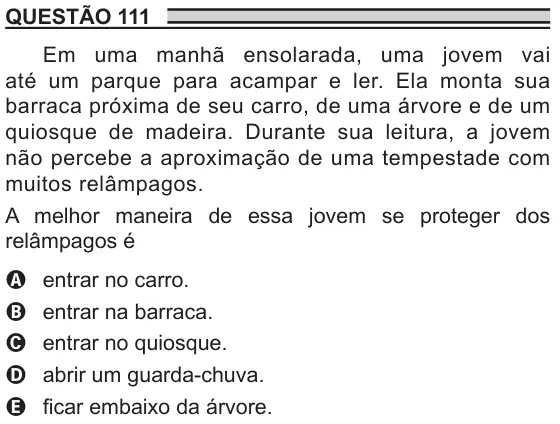 QUESTÃO 111
Em uma manhã ensolarada, uma jovem vai
até um parque para acampar e ler. Ela monta sua
barraca próxima de seu carro, de uma árvore e de um
quiosque de madeira. Durante sua leitura, a jovem
não percebe a aproximação de uma tempestade com
muitos relâmpagos.
A melhor maneira de essa jovem se proteger dos
relâmpagos é
A entrar no carro.
B entrar na barraca.
C entrar no quiosque.
D abrir um guarda-chuva.
E ficar embaixo da árvore.